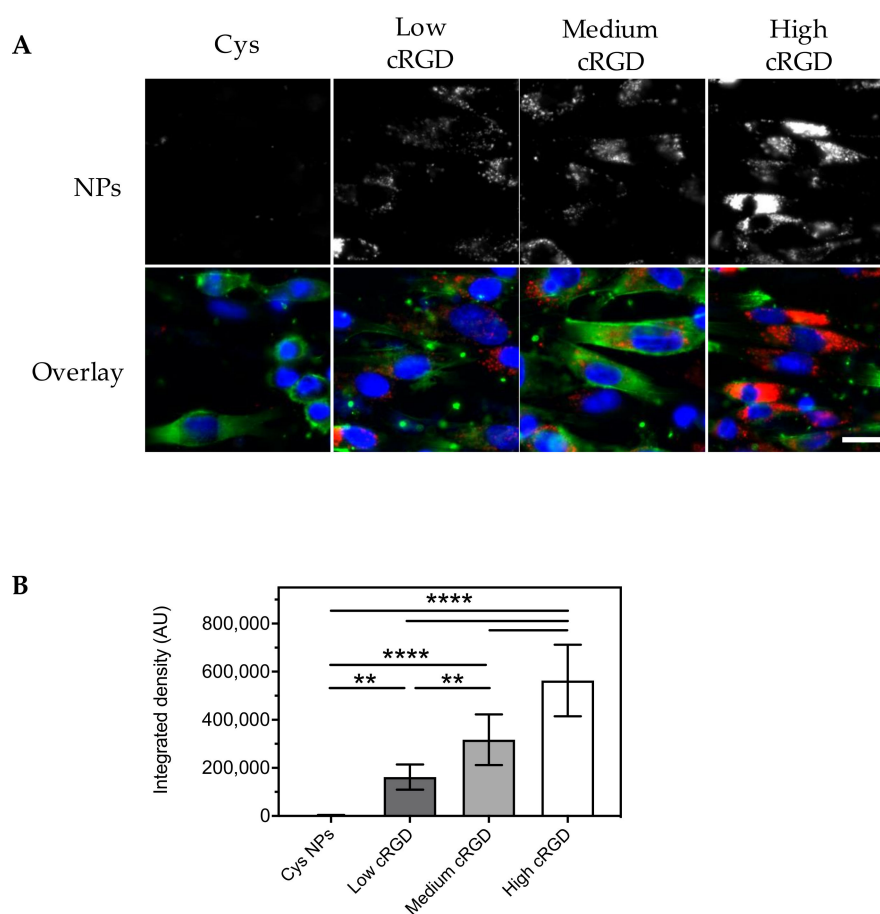 A
Cys
Low
cRGD
Medium
cRGD
High
cRGD
NPs
Overlay
B
Integrated density (AU)
800,000
600,000
400,000
200,000
0
****
****
**
**
Cys NPs
Low cRGD
Medium cRGD
High cRGD